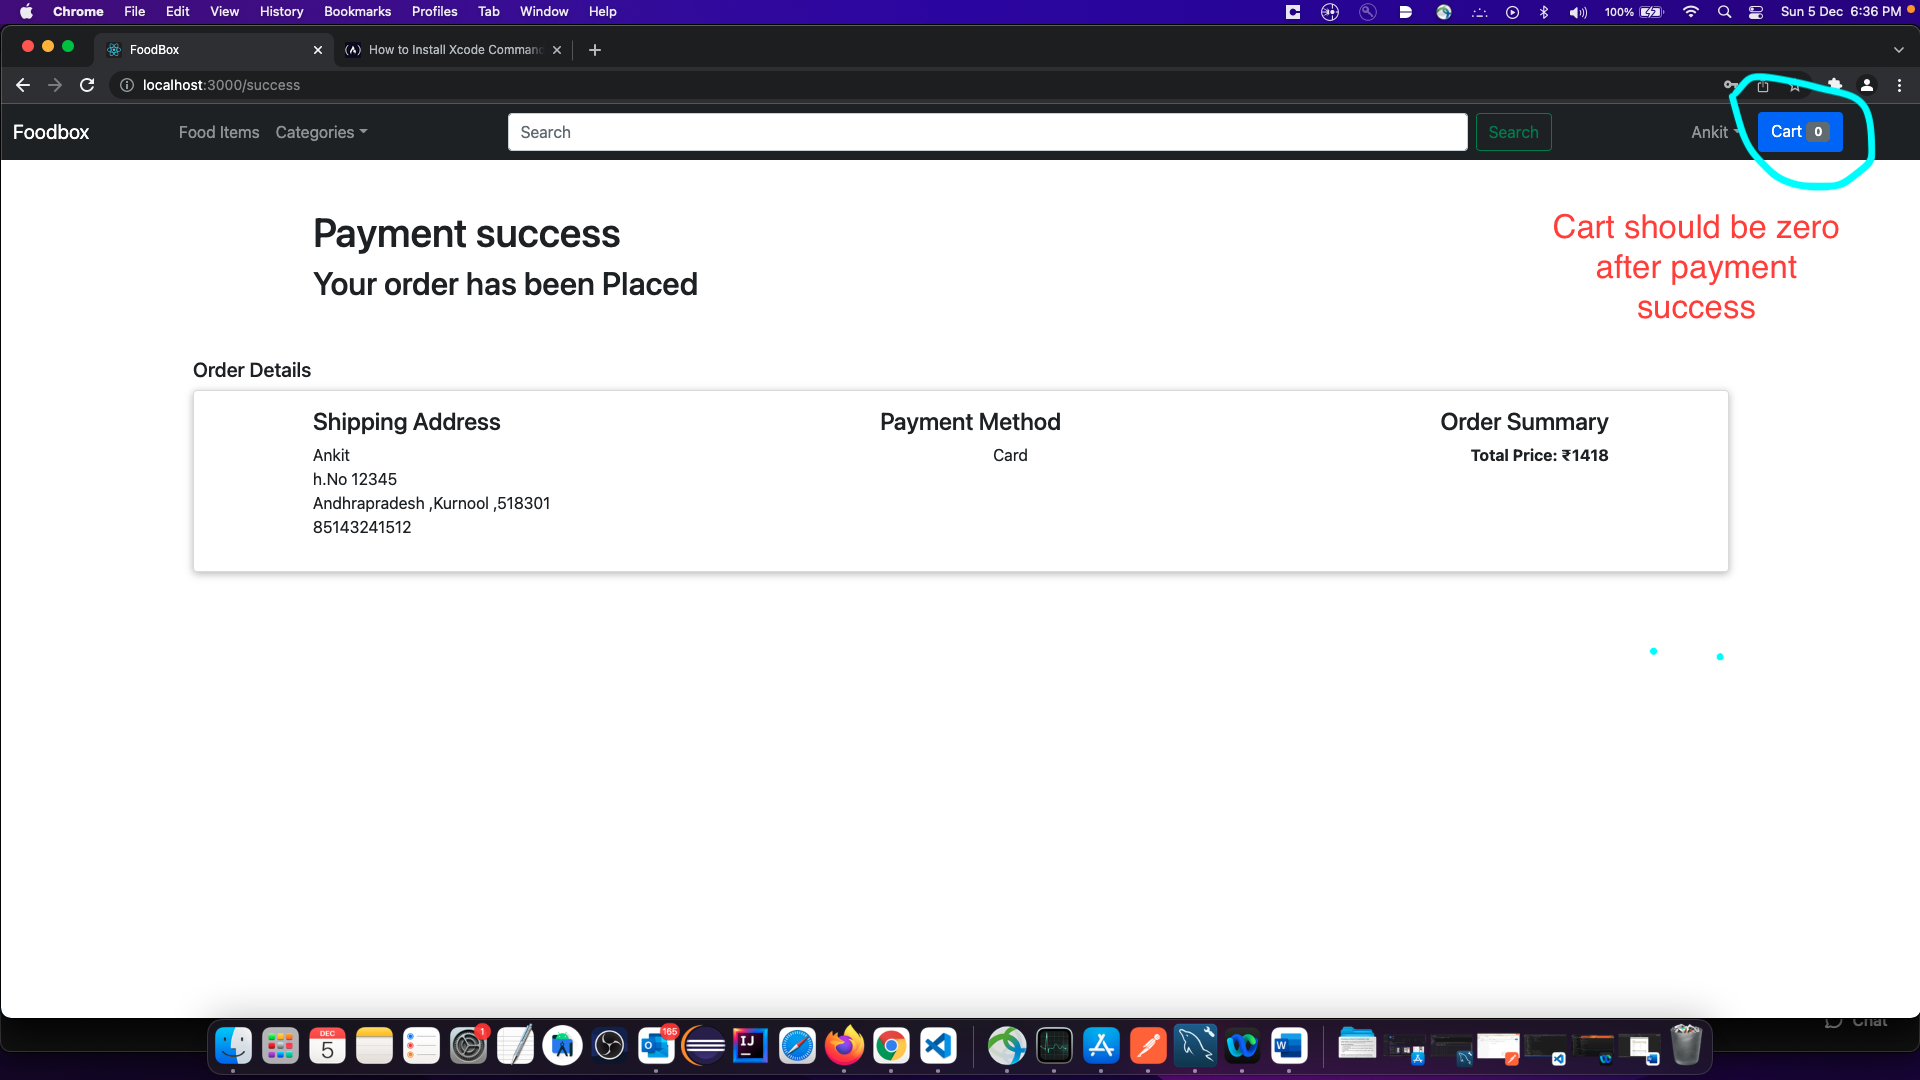 Chrome File Edit View History Bookmarks Profiles Tab Window Help 100% Sun 5 Dec 6:36 PM
FoodBox How to Install Xcode Comman
localhost:3000/success
Foodbox Food Items Categories Search Search Ankit Cart 0
Payment success
Your order has been Placed
Cart should be zero
after payment
success
Order Details
Shipping Address Payment Method Order Summary
Ankit Card Total Price: ₹1418
h.No 12345
Andhrapradesh ,Kurnool ,518301
85143241512
Chat
DEC
5
1
165
IJ
W